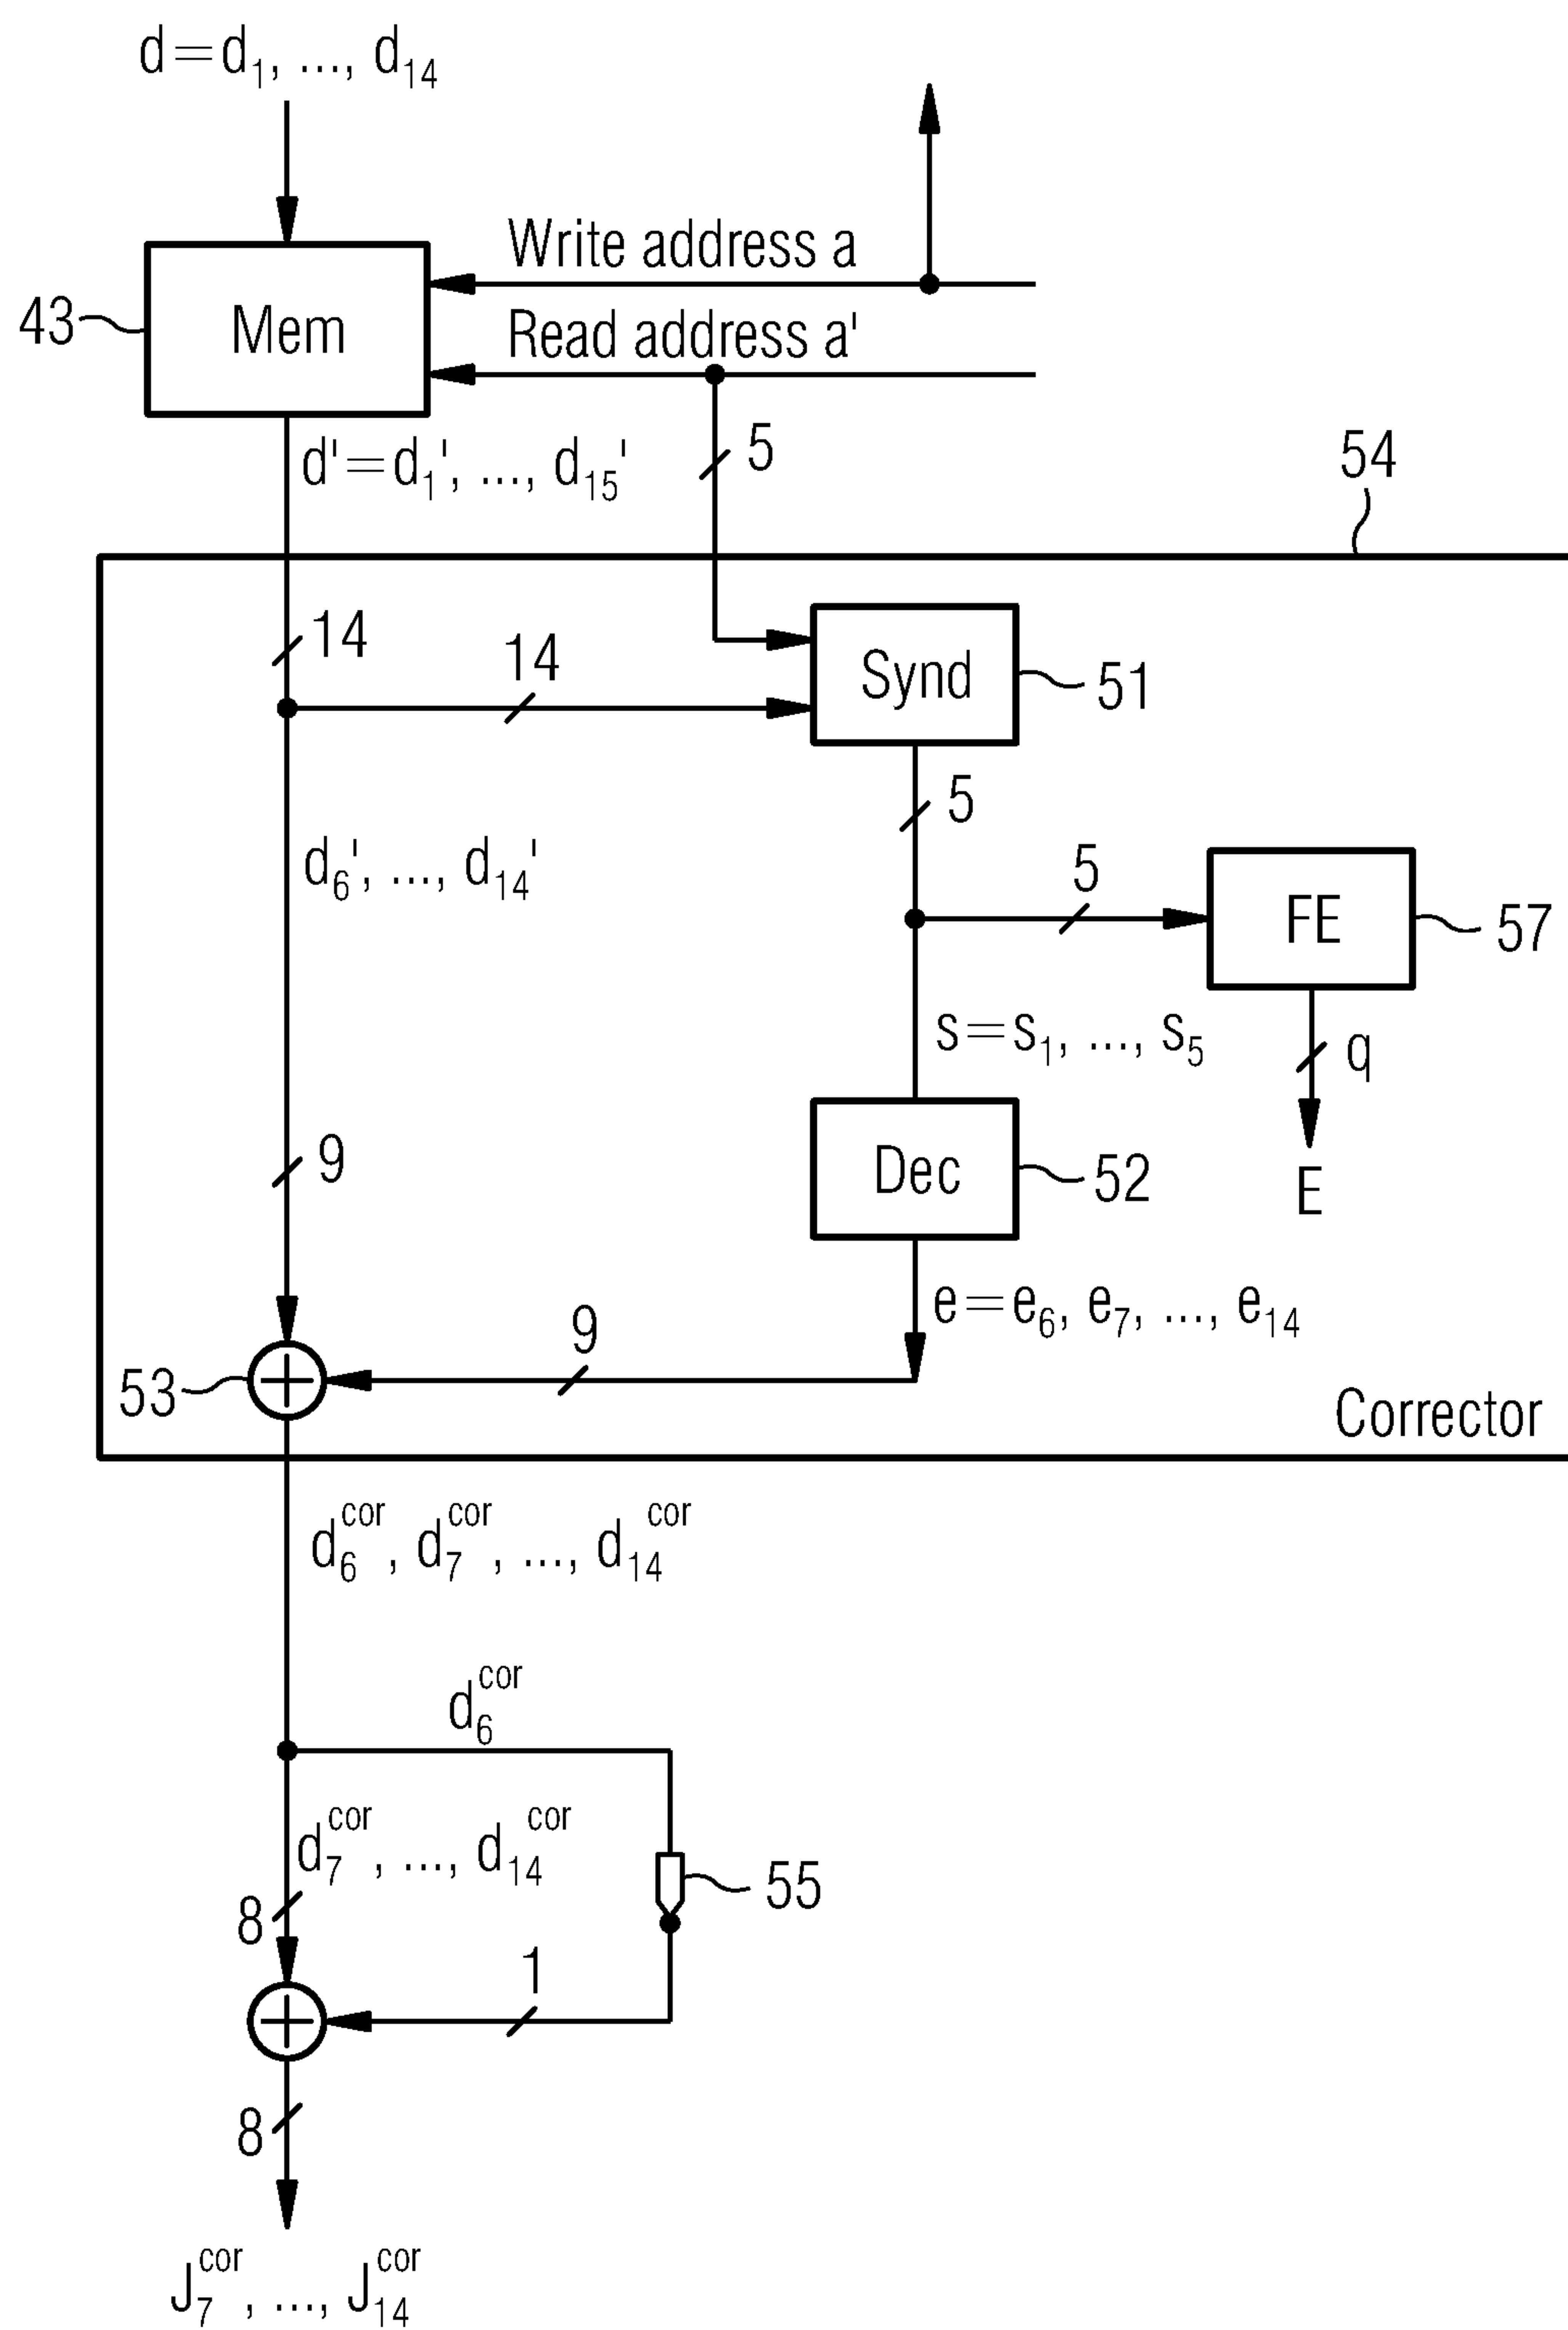 d=d1, ..., d14
Write address a
43
Mem
Read address a'
d'=d1', ..., d15'
5
54
14
14
Synd
51
5
d6', ..., d14'
5
FE
57
s=s1, ..., s5
q
9
Dec
52
E
e=e6, e7, ..., e14
9
53
Corrector
d6cor, d7cor, ..., d14cor
d6cor
d7cor, ..., d14cor
55
8
1
8
J7cor, ..., J14cor